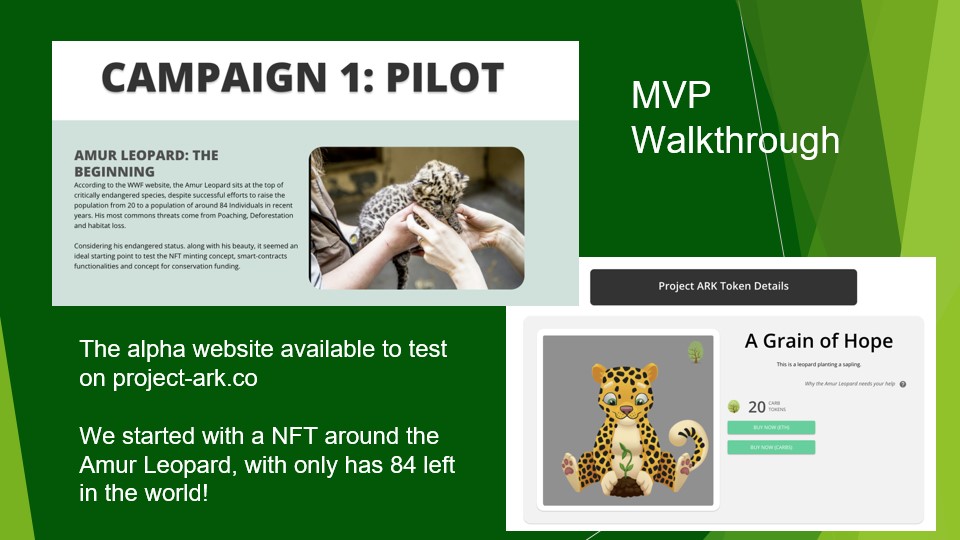 CAMPAIGN 1: PILOT
AMUR LEOPARD: THE
BEGINNING
According to the WWF website, the Amur Leopard sits at the top of
critically endangered species, despite successful efforts to raise the
population from 20 to a population of around 84 Individuals in recent
years. His most commons threats come from Poaching, Deforestation
and habitat loss.
Considering his endangered status. along with his beauty, it seemed an
ideal starting point to test the NFT minting concept, smart-contracts
functionalities and concept for conservation funding.
MVP
Walkthrough
The alpha website available to test
on project-ark.co
We started with a NFT around the
Amur Leopard, with only has 84 left
in the world!
Project ARK Token Details
A Grain of Hope
This is a leopard planting a sapling.
Why the Amur Leopard needs your help ?
20 CARB
TOKENS
BUY NOW (ETH)
BUY NOW (CARB)